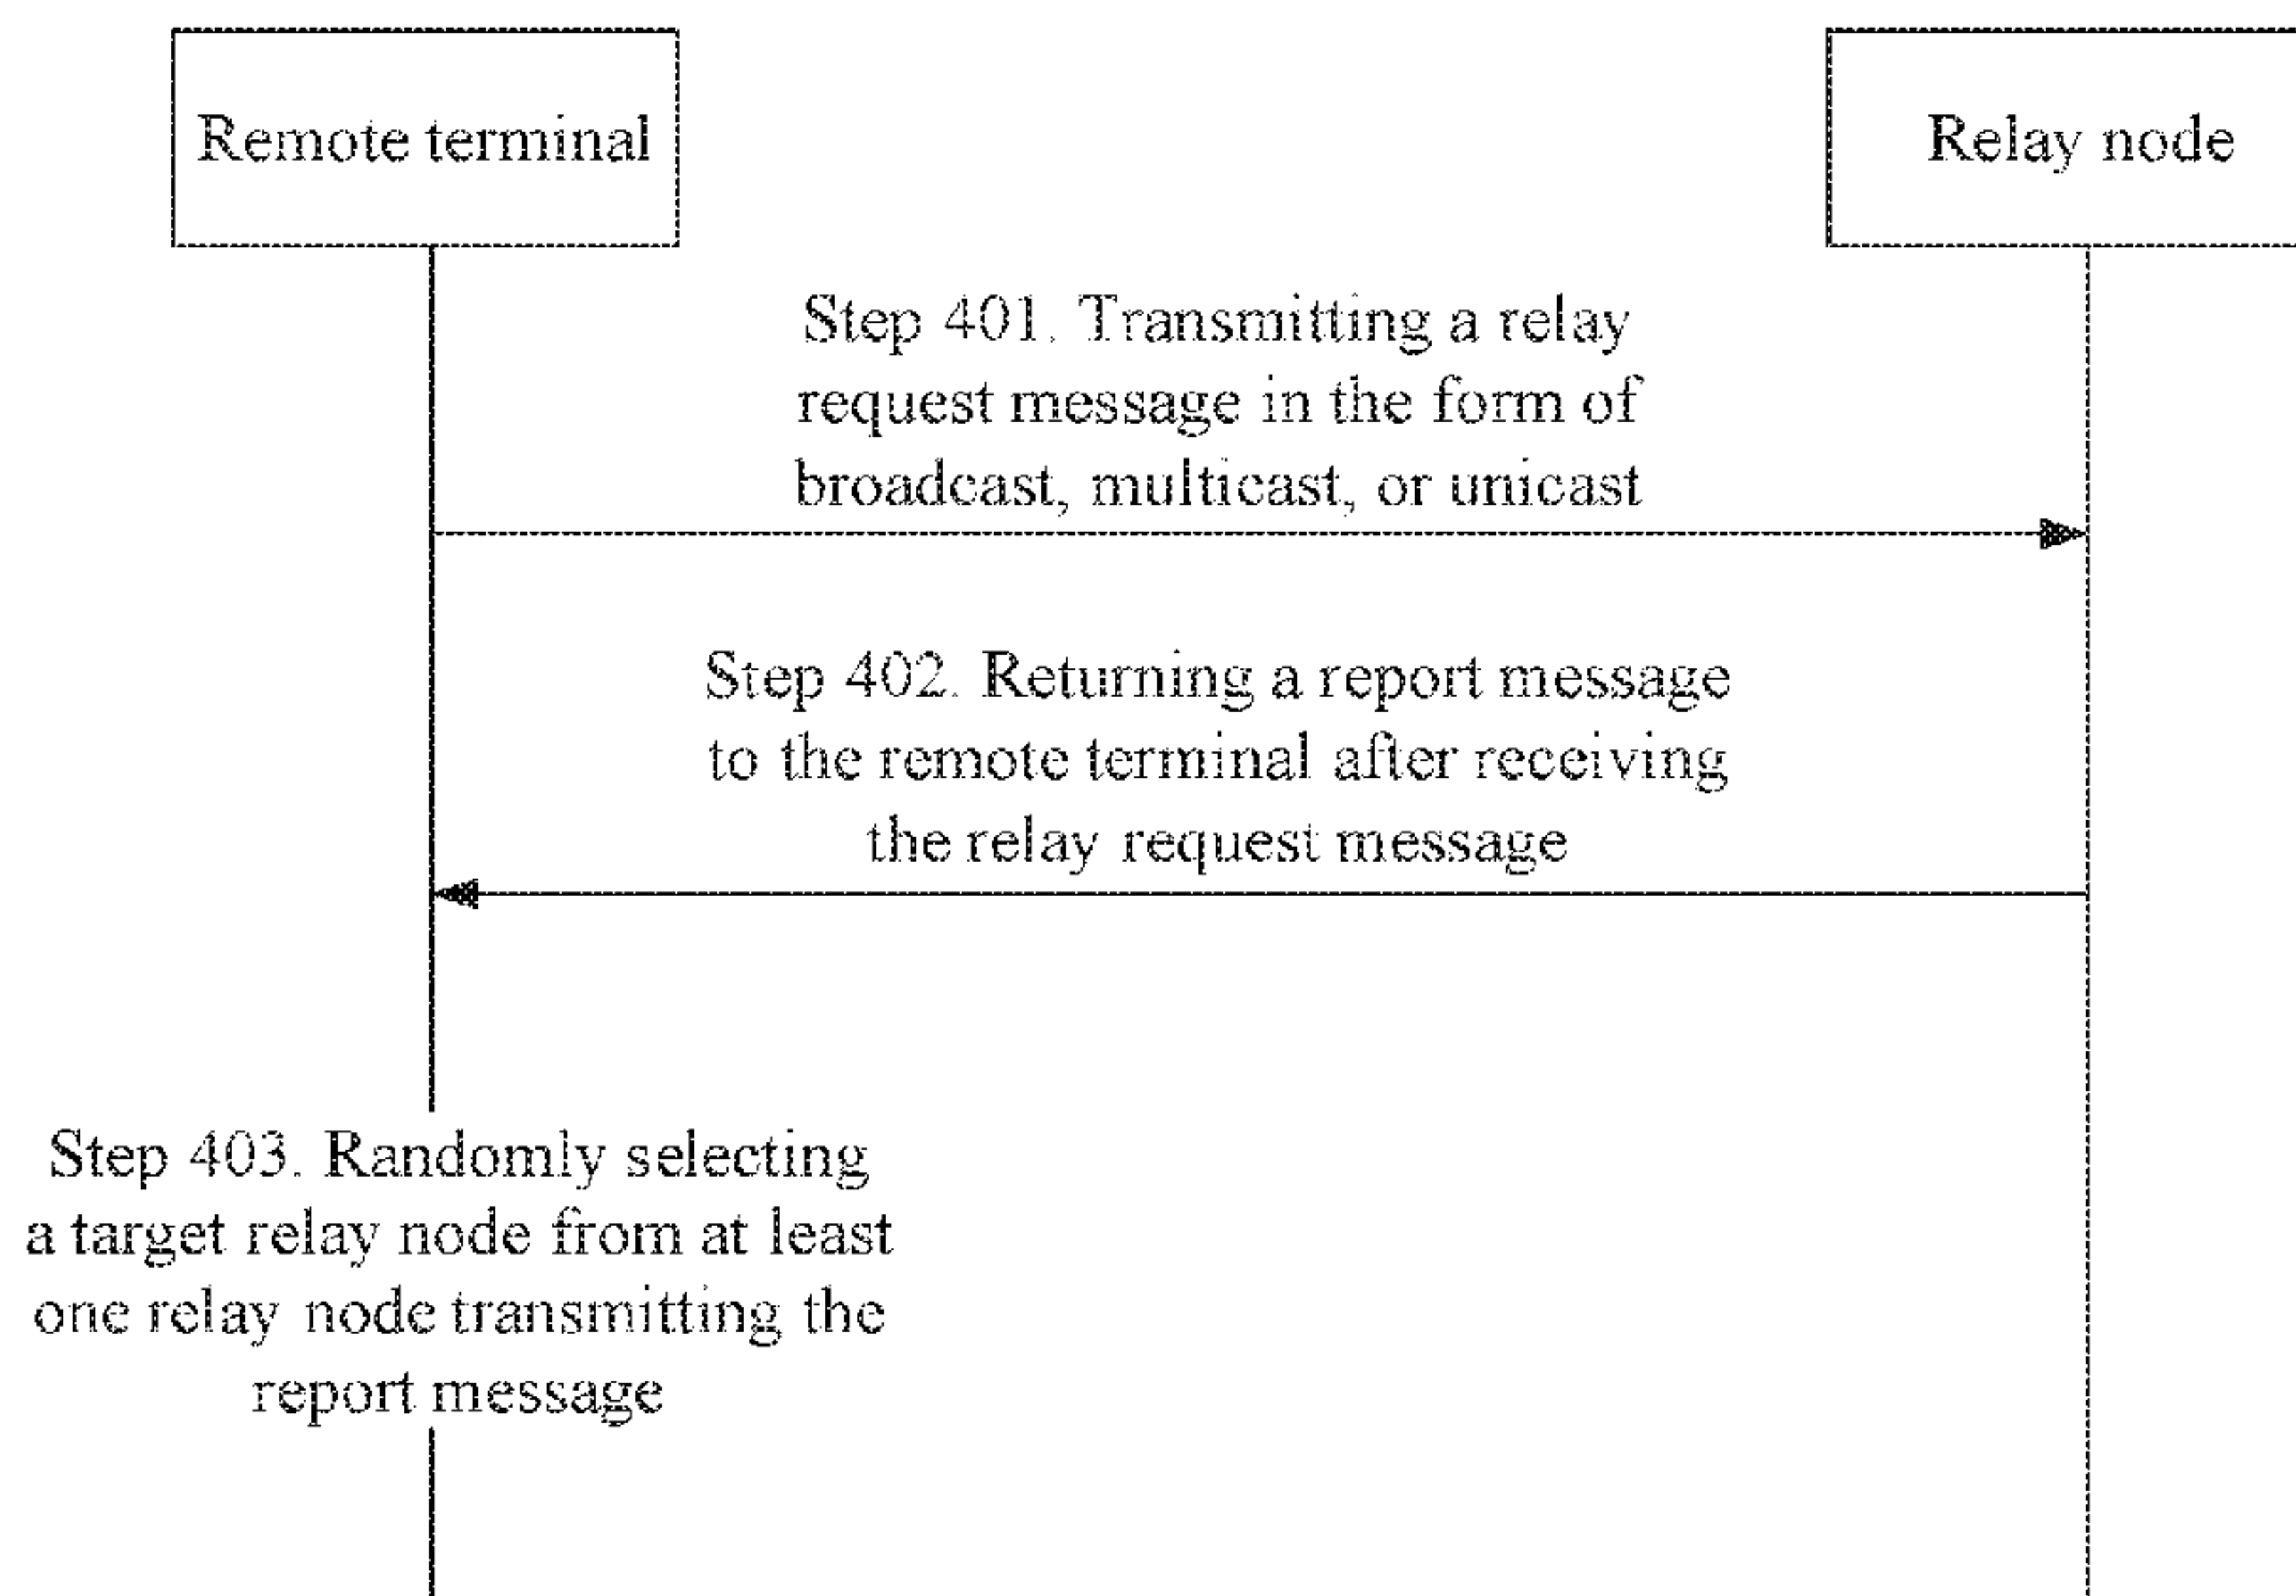 Remote terminal
Relay node
Step 401. Transmitting a relay
request message in the form of
broadcast, multicast, or unicast
Step 402. Returning a report message
to the remote terminal after receiving
the relay request message
Step 403. Randomly selecting
a target relay node from at least
one relay node transmitting the
report message